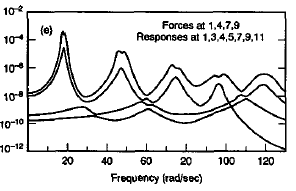 10⁻²
(e)
Forces at 1,4,7,9
Responses at 1,3,4,5,7,9,11
10⁻⁴
10⁻⁶
10⁻⁸
10⁻¹⁰
10⁻¹²
20 40 60 20 100 120
Frequency (rad/sec)